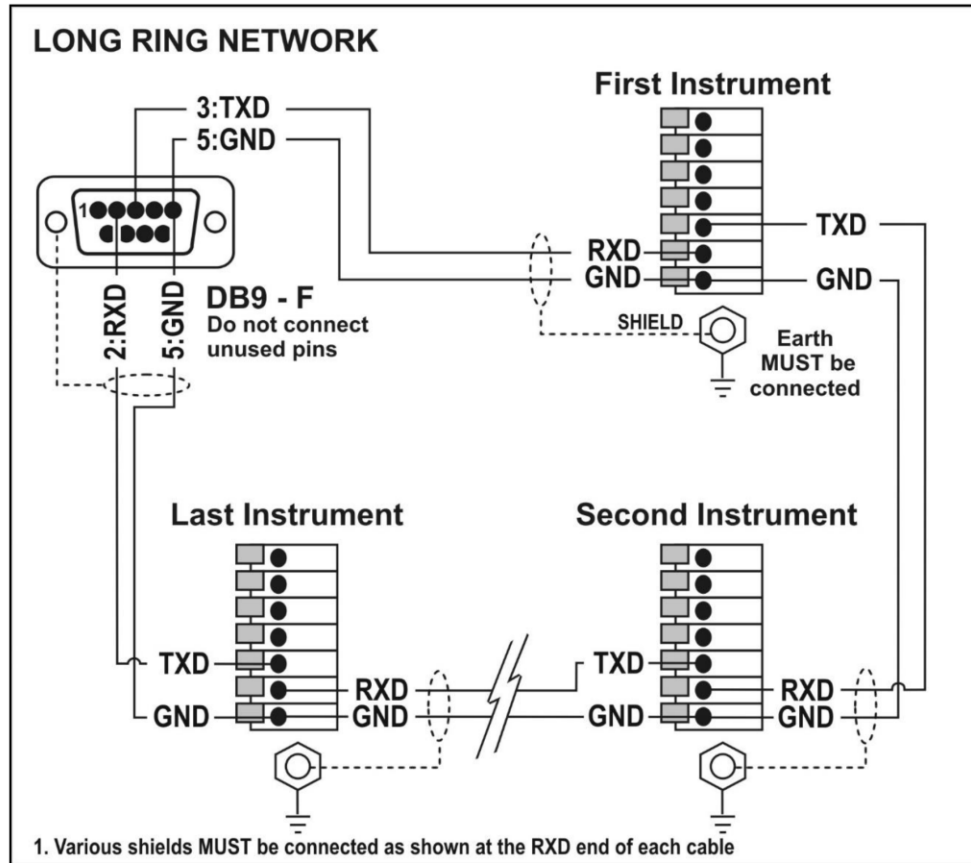 LONG RING NETWORK
First Instrument
3:TXD
5:GND
1
TXD
RXD
GND
GND
DB9 - F
Do not connect
unused pins
2:RXD
5:GND
SHIELD
Earth
MUST be
connected
Last Instrument
Second Instrument
TXD
TXD
RXD
RXD
GND
GND
GND
GND
1. Various shields MUST be connected as shown at the RXD end of each cable